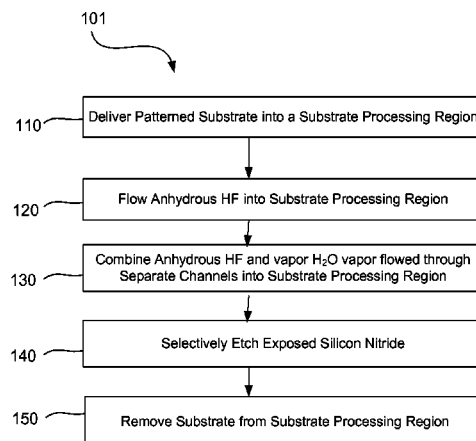 101
110
Deliver Patterned Substrate into a Substrate Processing Region
120
Flow Anhydrous HF into Substrate Processing Region
130
Combine Anhydrous HF and vapor H₂O vapor flowed through
Separate Channels into Substrate Processing Region
140
Selectively Etch Exposed Silicon Nitride
150
Remove Substrate from Substrate Processing Region